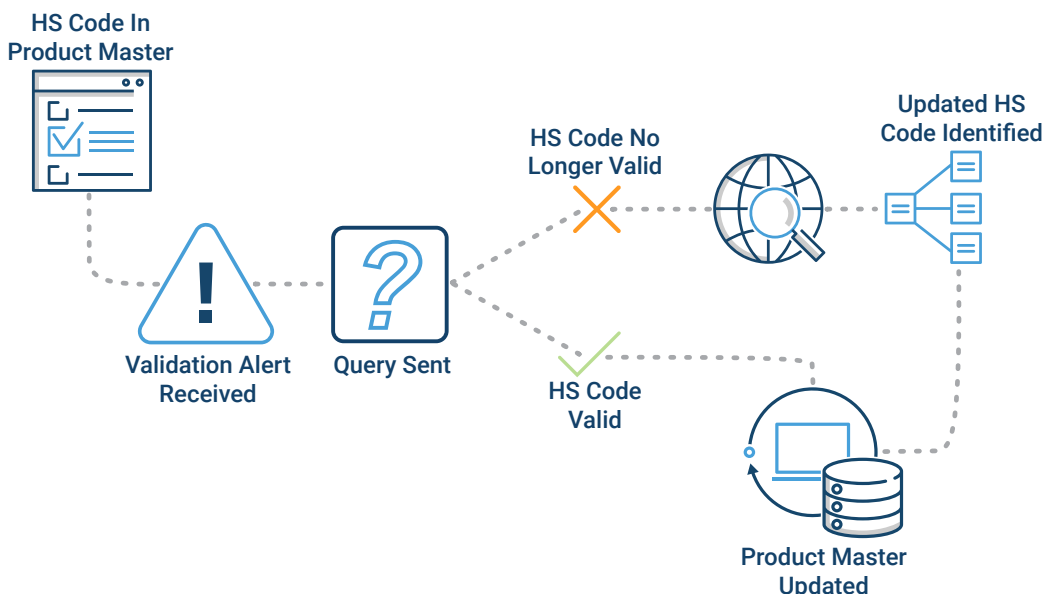 HS Code In
Product Master
Validation Alert
Received
Query Sent
HS Code No
Longer Valid
HS Code
Valid
Updated HS
Code Identified
Product Master
Updated